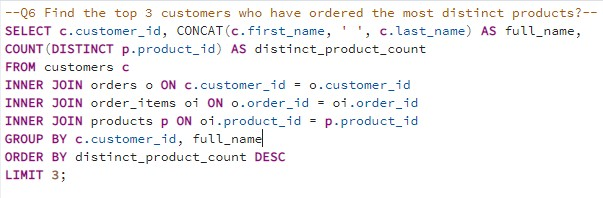 --Q6 Find the top 3 customers who have ordered the most distinct products?--
SELECT c.customer_id, CONCAT(c.first_name, ' ', c.last_name) AS full_name,
COUNT(DISTINCT p.product_id) AS distinct_product_count
FROM customers c
INNER JOIN orders o ON c.customer_id = o.customer_id
INNER JOIN order_items oi ON o.order_id = oi.order_id
INNER JOIN products p ON oi.product_id = p.product_id
GROUP BY c.customer_id, full_name
ORDER BY distinct_product_count DESC
LIMIT 3;